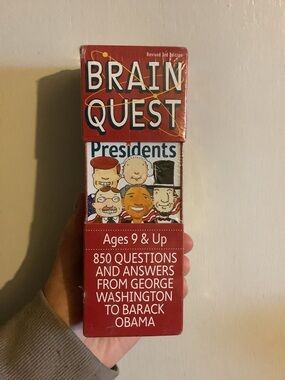 Revised 3rd Edition
BRAIN
QUEST
Presidents
Ages 9 & Up
850 QUESTIONS
AND ANSWERS
FROM GEORGE
WASHINGTON
TO BARACK
OBAMA